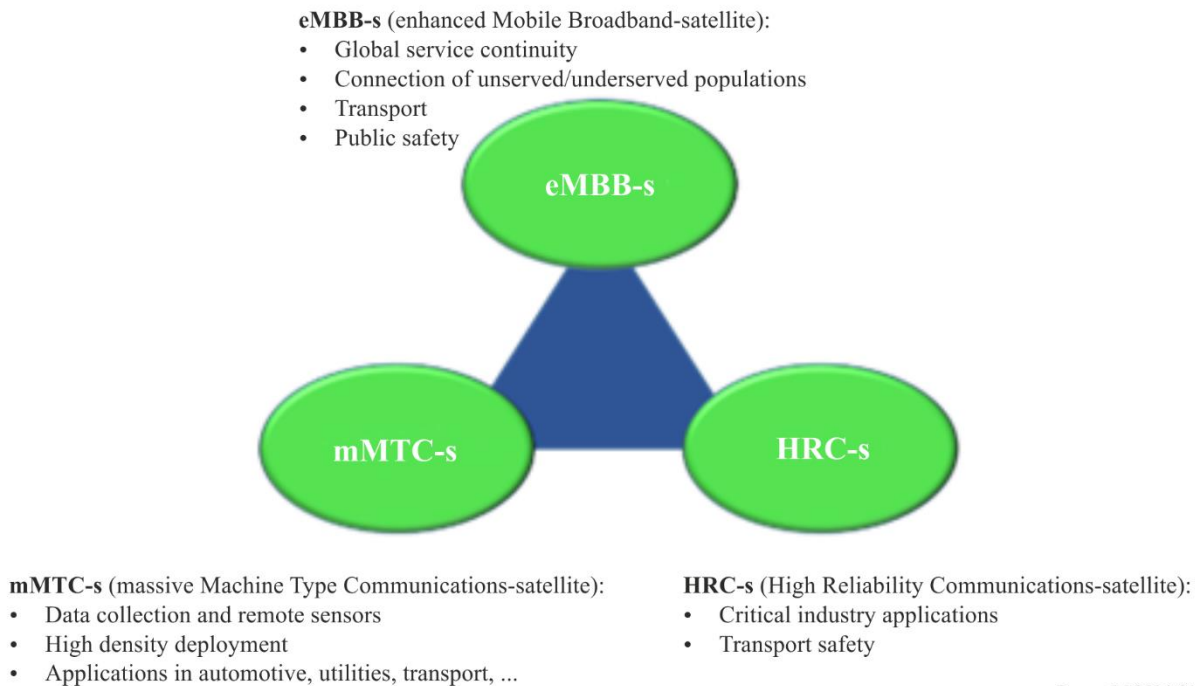 eMBB-s (enhanced Mobile Broadband-satellite):
• Global service continuity
• Connection of unserved/underserved populations
• Transport
• Public safety
eMBB-s
mMTC-s
HRC-s
mMTC-s (massive Machine Type Communications-satellite):
• Data collection and remote sensors
• High density deployment
• Applications in automotive, utilities, transport, ...
HRC-s (High Reliability Communications-satellite):
• Critical industry applications
• Transport safety